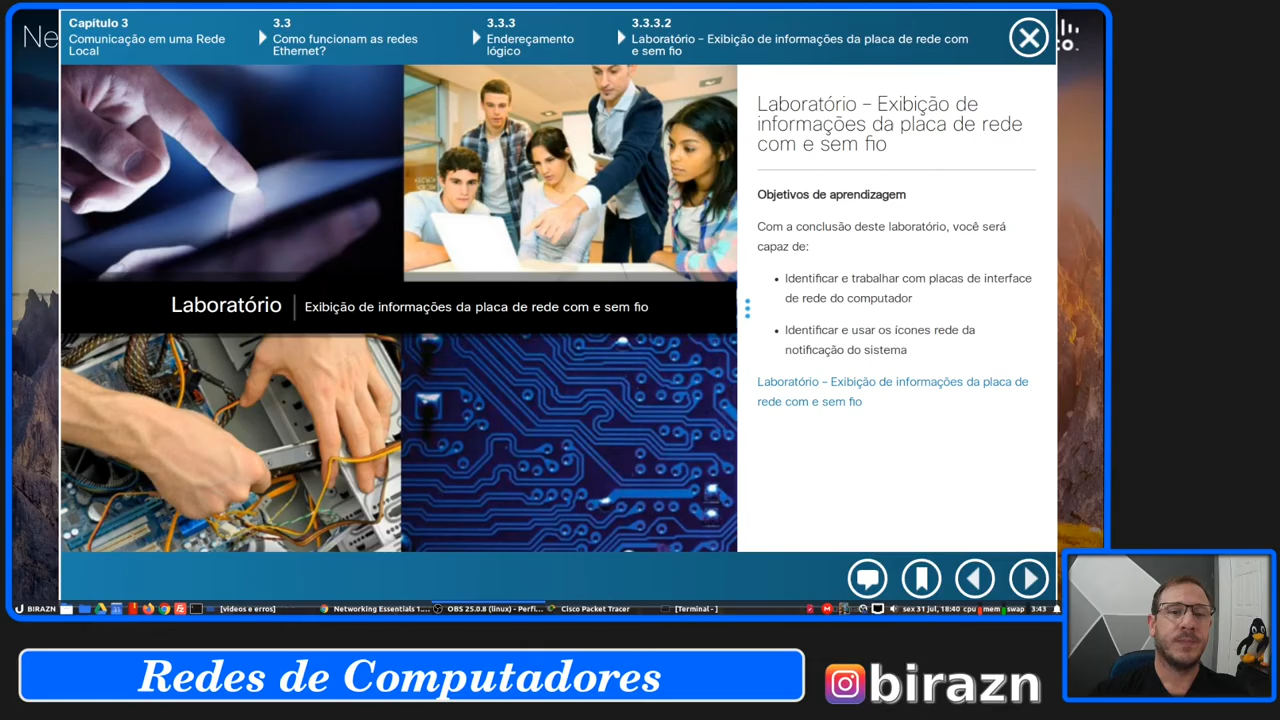 Ne
Capítulo 3
Comunicação em uma Rede
Local
3.3
Como funcionam as redes
Ethernet?
3.3.3
Endereçamento
lógico
3.3.3.2
Laboratório – Exibição de informações da placa de rede com
e sem fio
Laboratório | Exibição de informações da placa de rede com e sem fio
Laboratório – Exibição de
informações da placa de rede
com e sem fio
Objetivos de aprendizagem
Com a conclusão deste laboratório, você será
capaz de:
• Identificar e trabalhar com placas de interface
de rede do computador
• Identificar e usar os ícones rede da
notificação do sistema
Laboratório – Exibição de informações da placa de
rede com e sem fio
BIRAZN [videos e erros] Networking Essentials 1.... OBS 25.0.8 (linux) - Perfi... Cisco Packet Tracer [Terminal - ] sex 31 jul, 18:40 cpu mem swap 3:43
Redes de Computadores
birazn